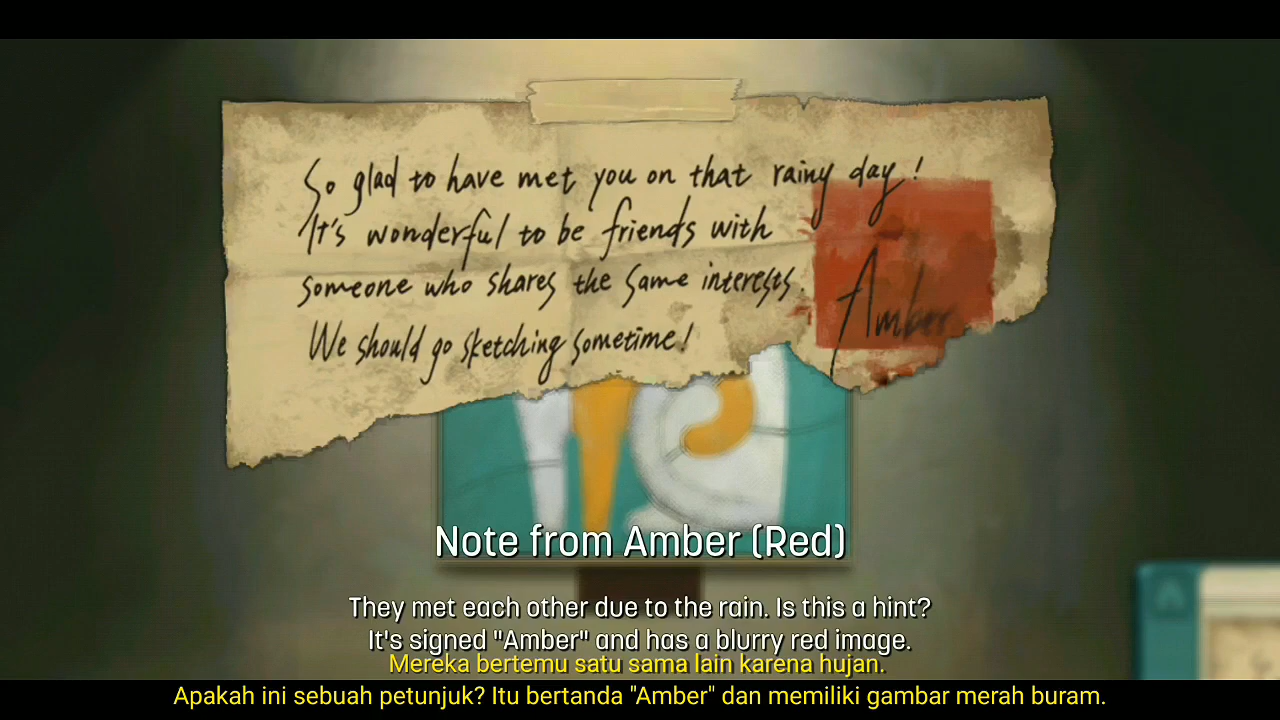 So glad to have met you on that rainy day!
It's wonderful to be friends with
someone who shares the same interests.
We should go sketching sometime!
Amber
Note from Amber (Red)
They met each other due to the rain. Is this a hint?
It's signed "Amber" and has a blurry red image.
Mereka bertemu satu sama lain karena hujan.
Apakah ini sebuah petunjuk? Itu bertanda "Amber" dan memiliki gambar merah buram.